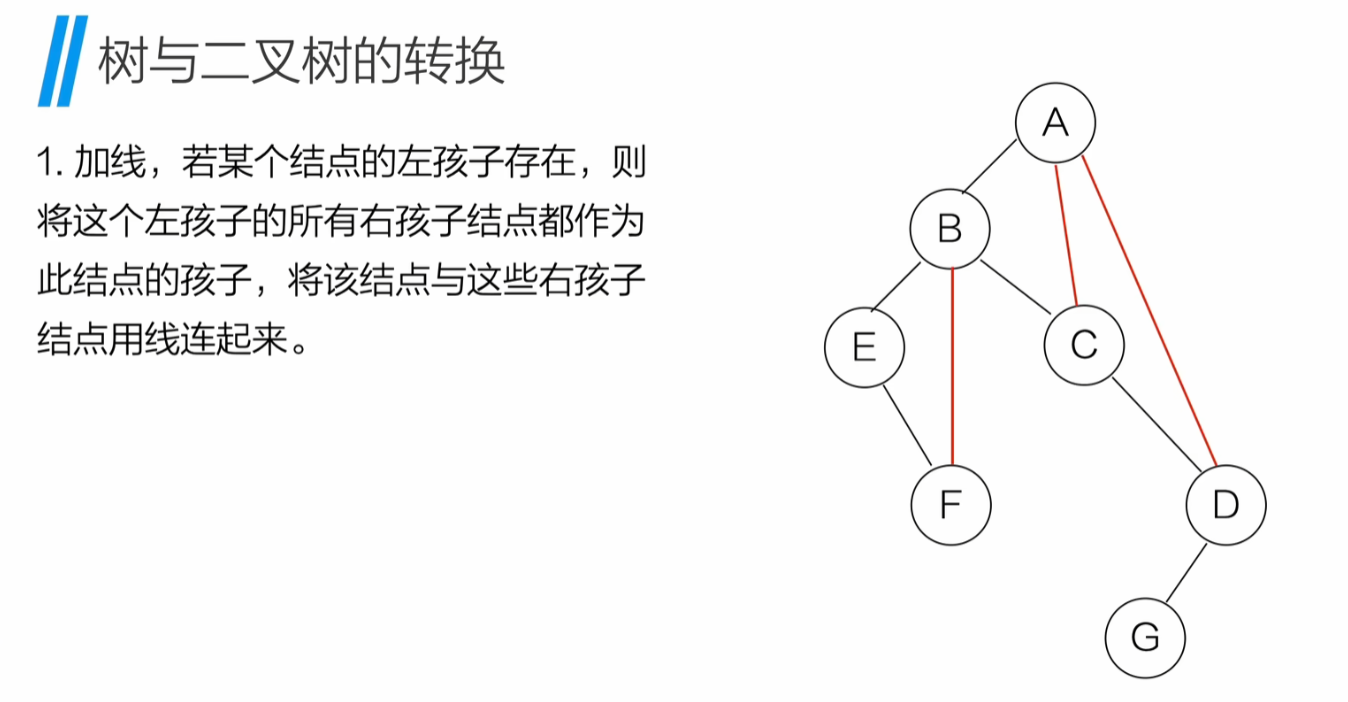 树与二叉树的转换
1. 加线，若某个结点的左孩子存在，则
将这个左孩子的所有右孩子结点都作为
此结点的孩子，将该结点与这些右孩子
结点用线连起来。
A
B
E
C
F
D
G